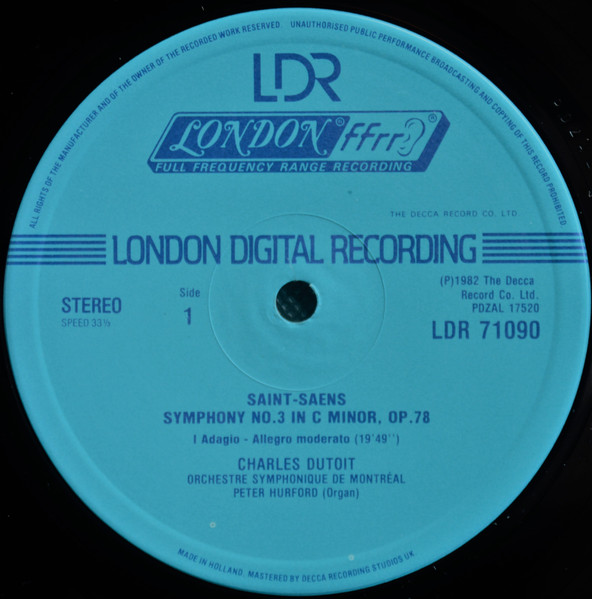 ALL RIGHTS OF THE MANUFACTURER AND OF THE OWNER OF THE RECORDED WORK RESERVED. UNAUTHORISED PUBLIC PERFORMANCE BROADCASTING AND COPYING OF THIS RECORD PROHIBITED
LDR
LONDON® ffrr®
FULL FREQUENCY RANGE RECORDING
THE DECCA RECORD CO. LTD.
LONDON DIGITAL RECORDING
STEREO
SPEED 33⅓
Side
1
(P)1982 The Decca
Record Co. Ltd.
PDZAL 17520
LDR 71090
SAINT-SAENS
SYMPHONY NO.3 IN C MINOR, OP.78
I Adagio - Allegro moderato (19'49'')
CHARLES DUTOIT
ORCHESTRE SYMPHONIQUE DE MONTRÉAL
PETER HURFORD (Organ)
MADE IN HOLLAND. MASTERED BY DECCA RECORDING STUDIOS UK.